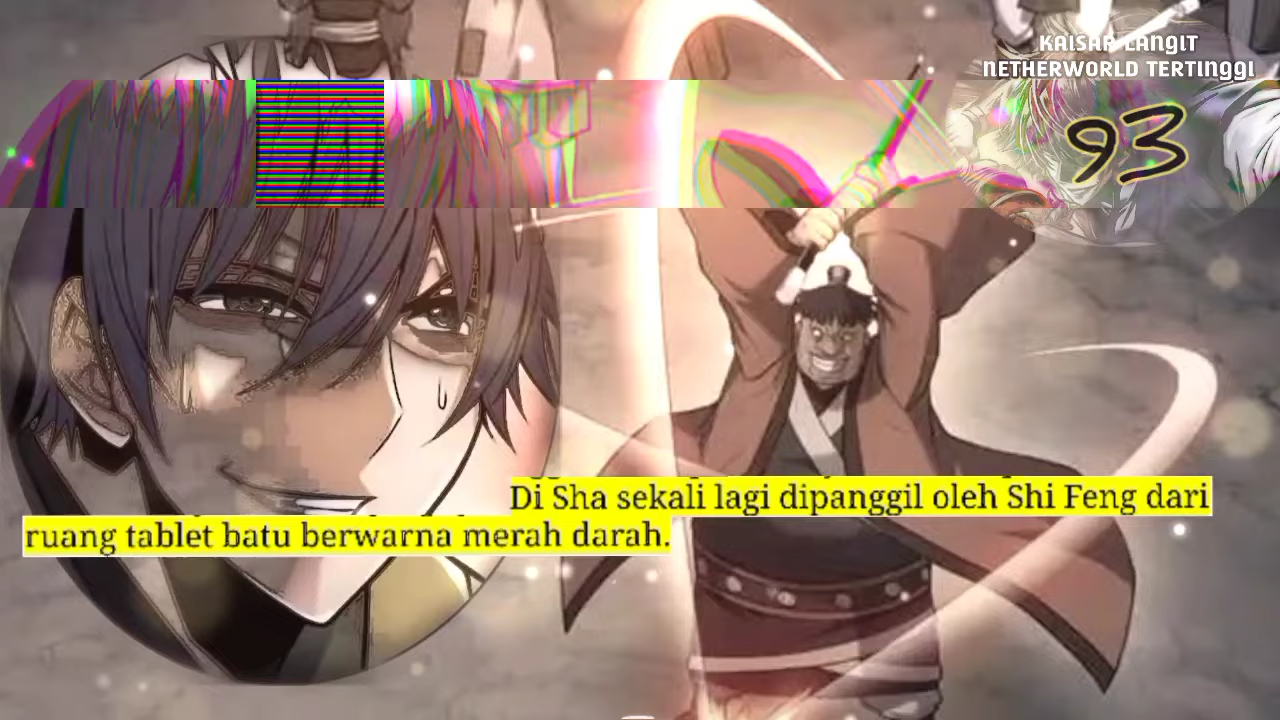 KAISAR LANGIT
NETHERWORLD TERTINGGI
93
Di Sha sekali lagi dipanggil oleh Shi Feng dari
ruang tablet batu berwarna merah darah.